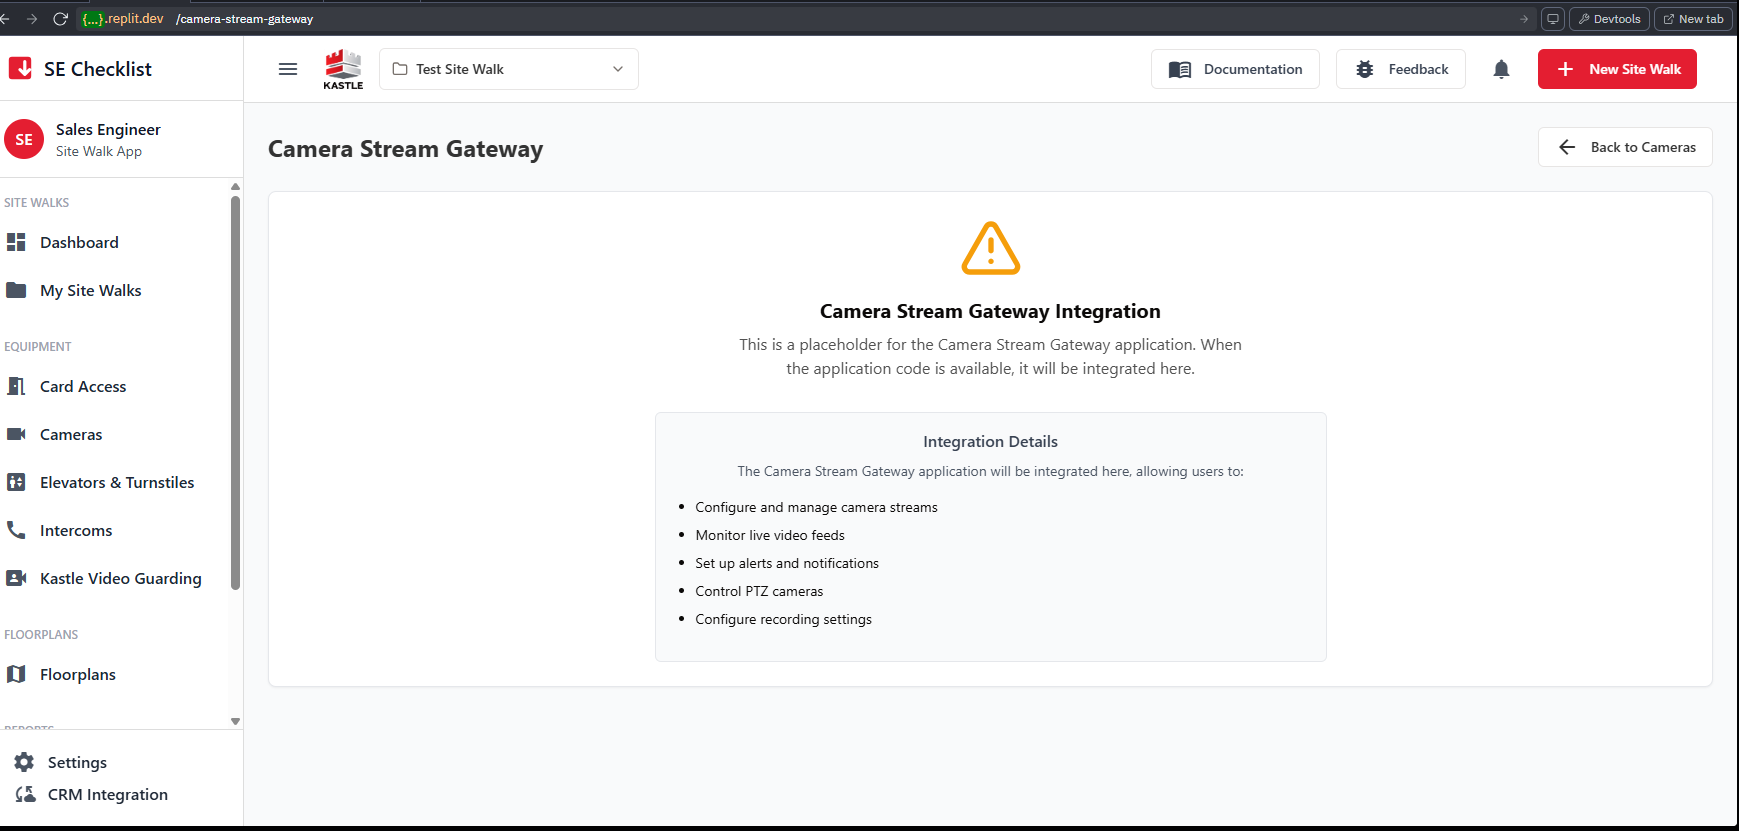 {...}.replit.dev /camera-stream-gateway
Devtools
New tab
SE Checklist
KASTLE
Test Site Walk
Documentation
Feedback
New Site Walk
SE
Sales Engineer
Site Walk App
Camera Stream Gateway
Back to Cameras
SITE WALKS
Dashboard
My Site Walks
EQUIPMENT
Card Access
Cameras
Elevators & Turnstiles
Intercoms
Kastle Video Guarding
FLOORPLANS
Floorplans
REPORTS
Settings
CRM Integration
Camera Stream Gateway Integration
This is a placeholder for the Camera Stream Gateway application. When
the application code is available, it will be integrated here.
Integration Details
The Camera Stream Gateway application will be integrated here, allowing users to:
• Configure and manage camera streams
• Monitor live video feeds
• Set up alerts and notifications
• Control PTZ cameras
• Configure recording settings